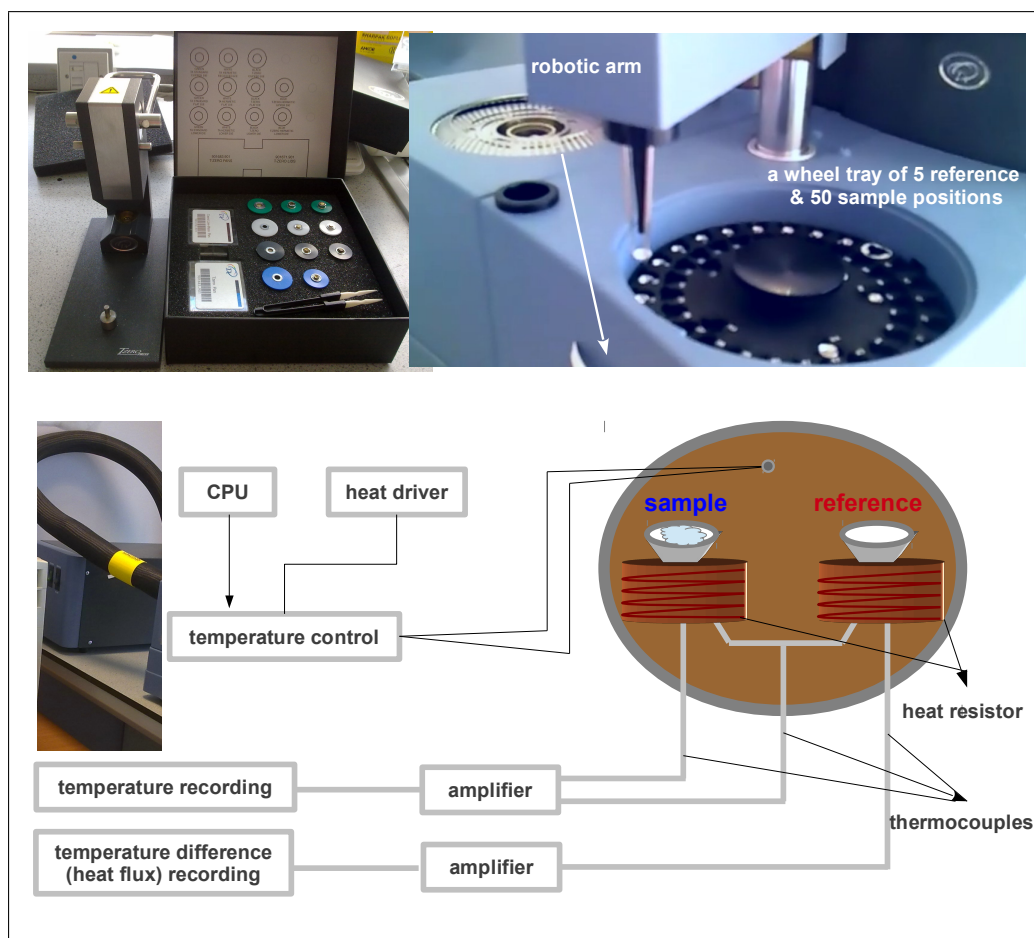 robotic arm
a wheel tray of 5 reference
& 50 sample positions
Tzero
CPU
heat driver
sample
reference
temperature control
heat resistor
temperature recording
amplifier
thermocouples
temperature difference
(heat flux) recording
amplifier